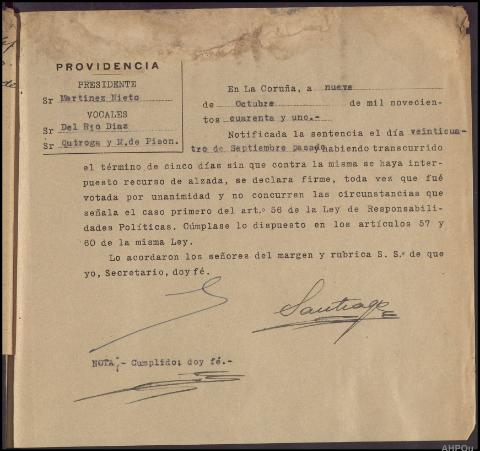 PROVIDENCIA
PRESIDENTE
Sr Martinez Nieto
VOCALES
Sr Del Rio Diaz
Sr Quiroga y M. de Pison.
En La Coruña, a nueve
de Octubre de mil novecien-
tos cuarenta y uno.-
Notificada la sentencia el día veinticua-
tro de Septiembre pasado y habiendo transcurrido
el término de cinco días sin que contra la misma se haya inter-
puesto recurso de alzada, se declara firme, toda vez que fué
votada por unanimidad y no concurren las circunstancias que
señala el caso primero del art.º 56 de la Ley de Responsabili-
dades Políticas. Cúmplase lo dispuesto en los artículos 57 y
60 de la misma Ley.
Lo acordaron los señores del margen y rubrica S. S.ª de que
yo, Secretario, doy fé.
Santiago
NOTA;- Cumplido; doy fé.-
AHPOu